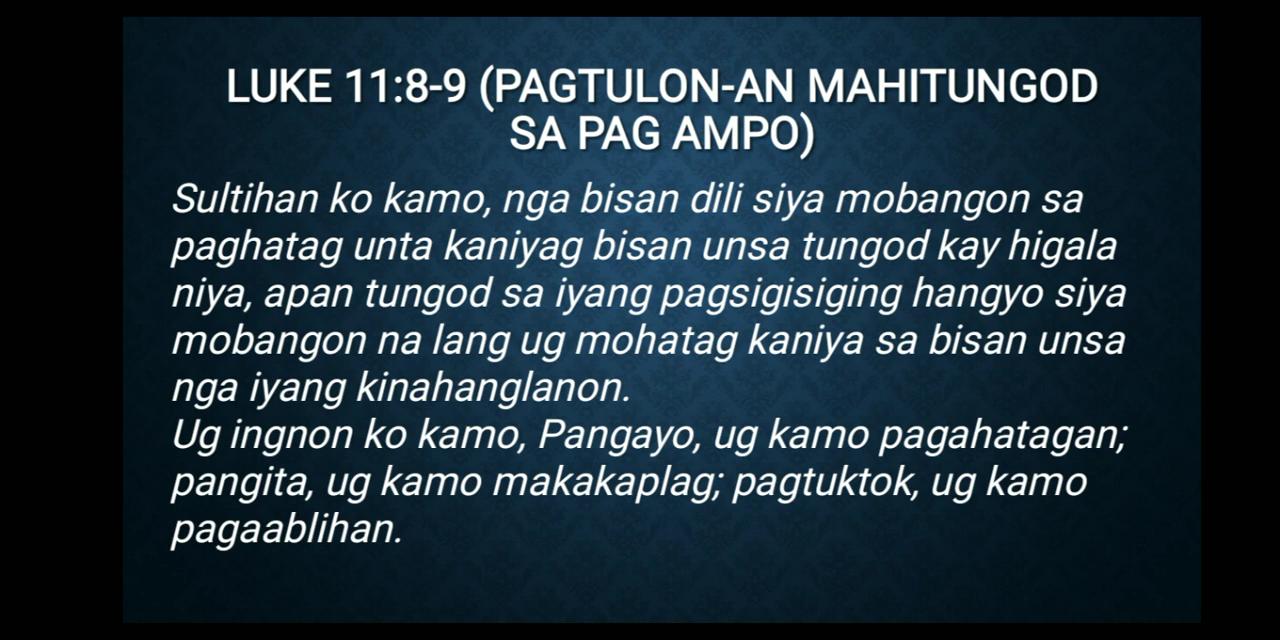 LUKE 11:8-9 (PAGTULON-AN MAHITUNGOD
SA PAG AMPO)
Sultihan ko kamo, nga bisan dili siya mobangon sa
paghatag unta kaniyag bisan unsa tungod kay higala
niya, apan tungod sa iyang pagsigisiging hangyo siya
mobangon na lang ug mohatag kaniya sa bisan unsa
nga iyang kinahanglanon.
Ug ingnon ko kamo, Pangayo, ug kamo pagahatagan;
pangita, ug kamo makakaplag; pagtuktok, ug kamo
pagaablihan.